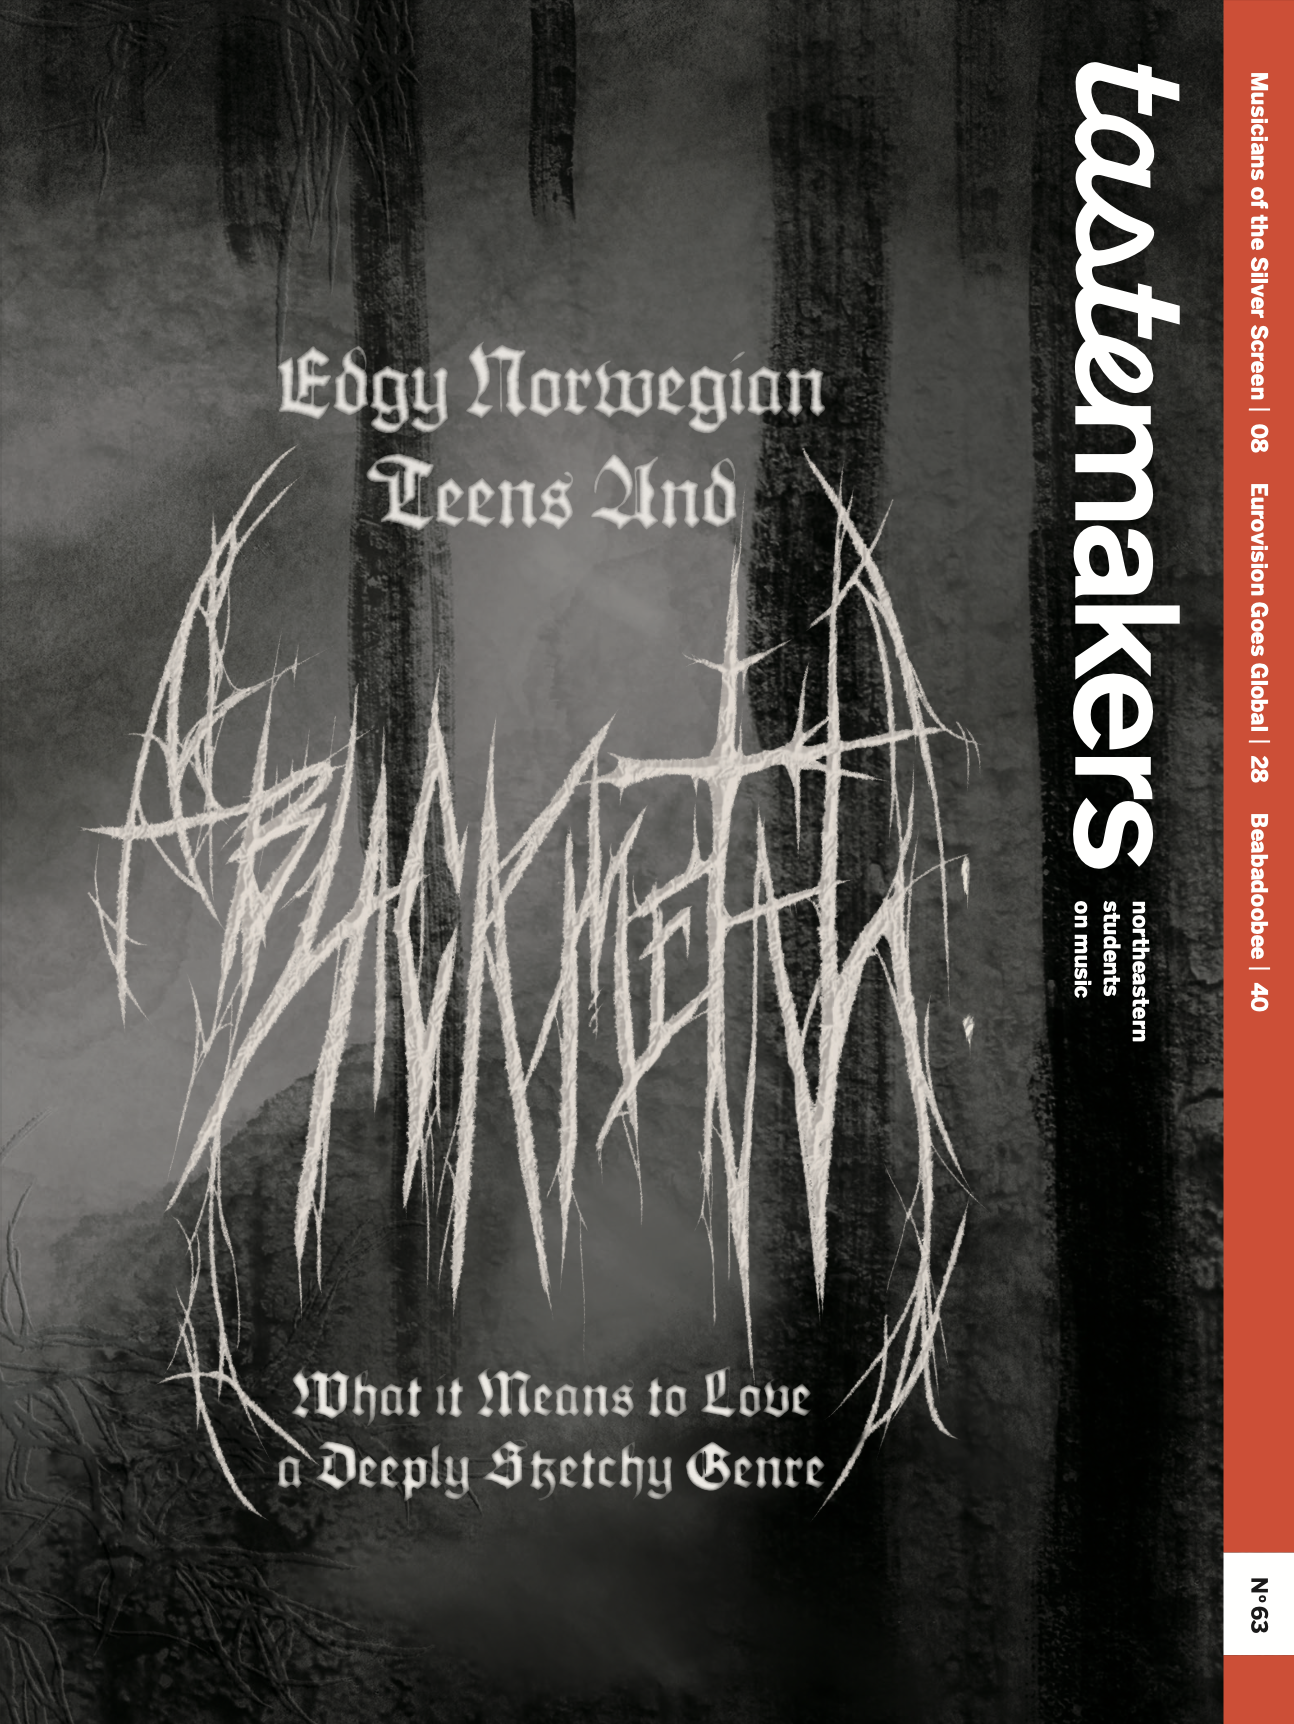 Musicians of the Silver Screen | 08 Eurovision Goes Global | 28 Beabadoobee | 40
N°63
tastemakers
northeastern
students
on music
Edgy Norwegian
Teens And
BLACK METAL:
What it Means to Love
a Deeply Sketchy Genre